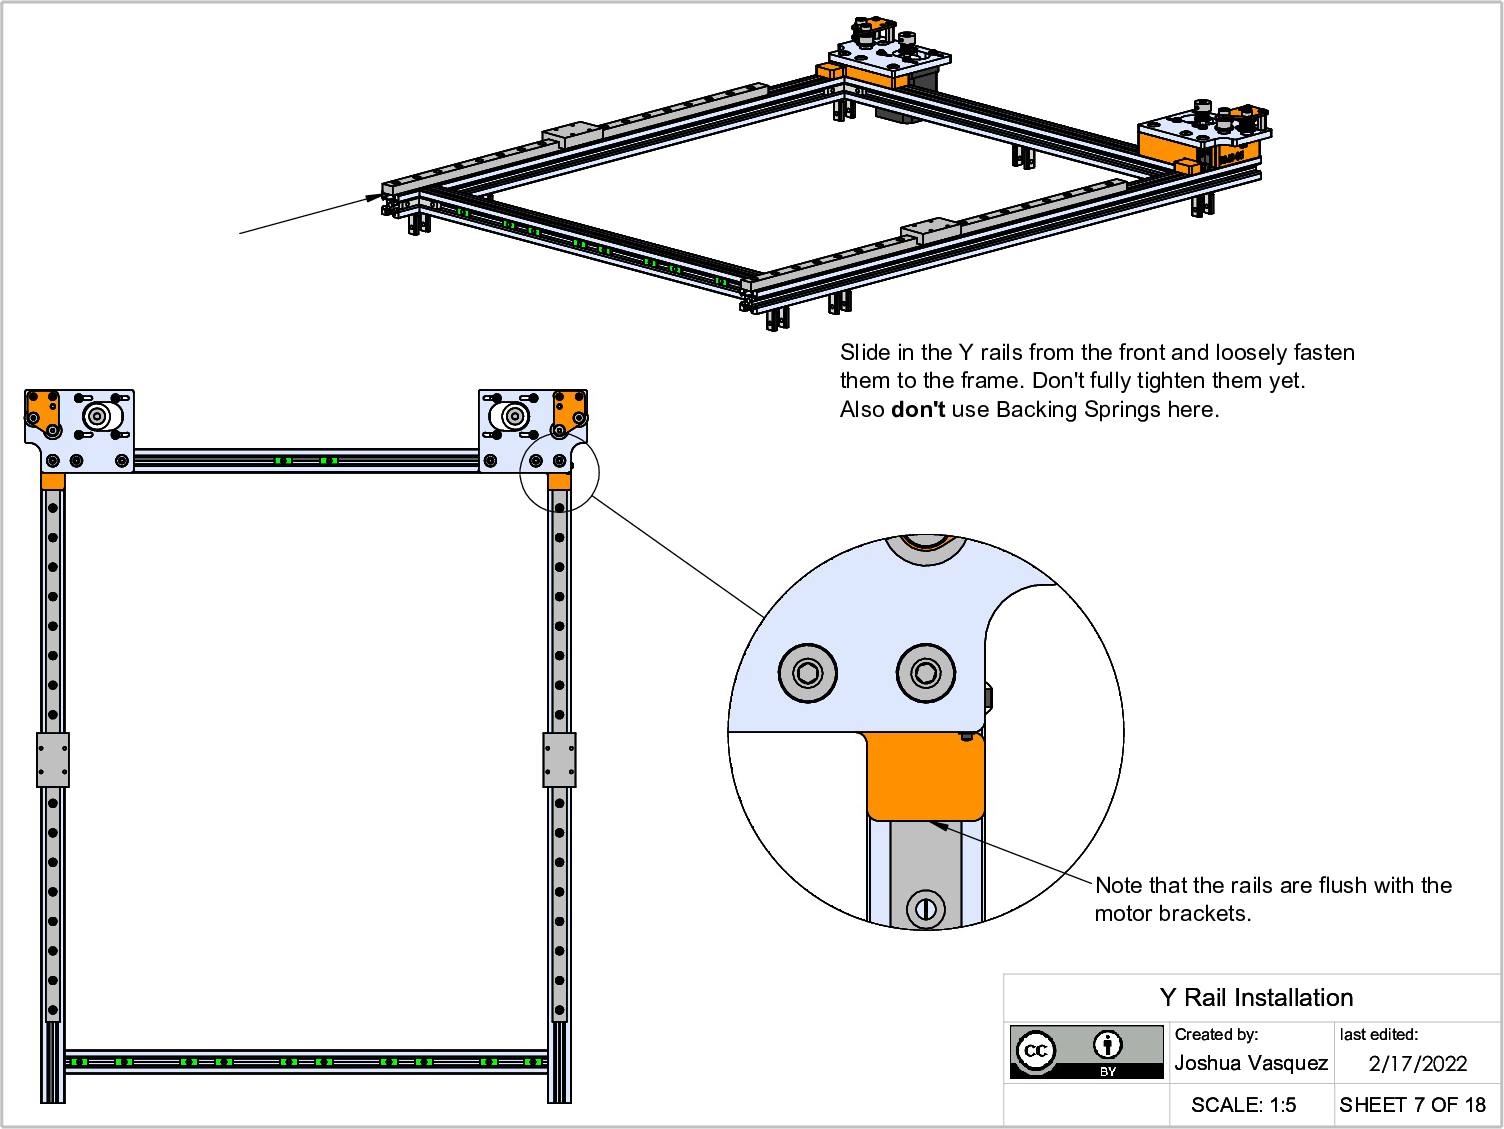 Slide in the Y rails from the front and loosely fasten
them to the frame. Don't fully tighten them yet.
Also don't use Backing Springs here.
Note that the rails are flush with the
motor brackets.
Y Rail Installation
CC
BY
Created by:
Joshua Vasquez
last edited:
2/17/2022
SCALE: 1:5
SHEET 7 OF 18